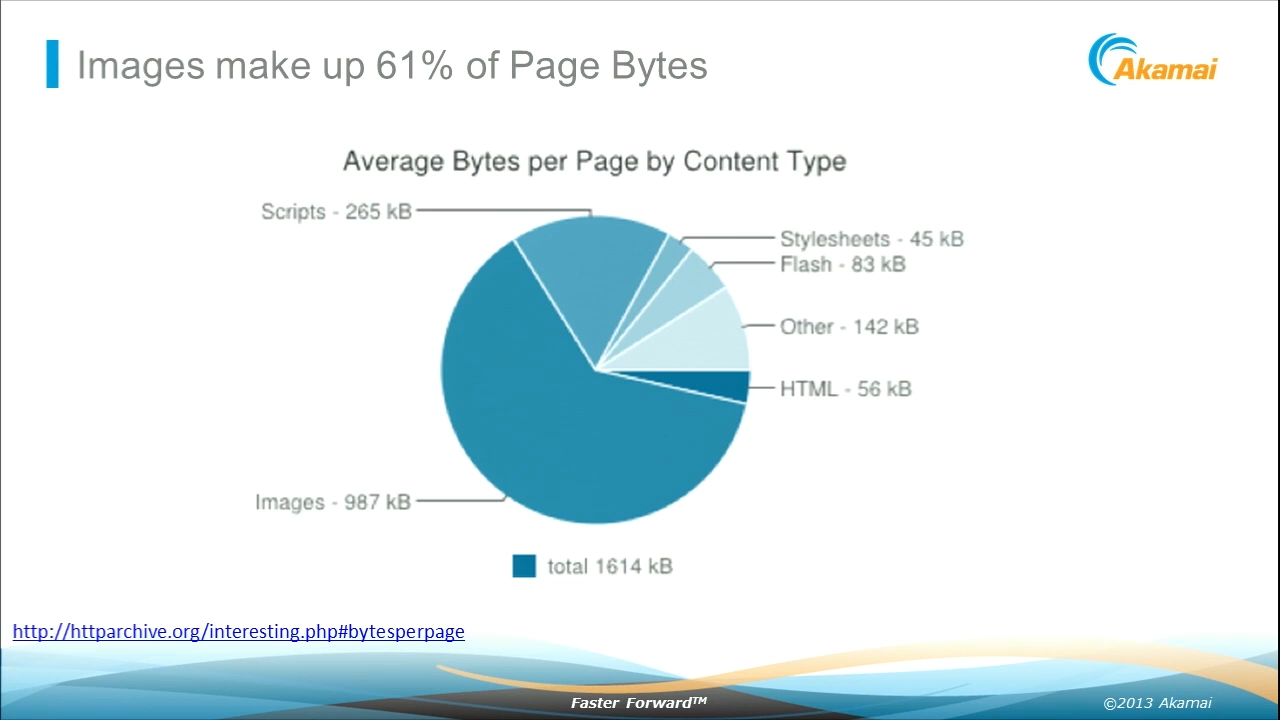 Images make up 61% of Page Bytes
Akamai
Average Bytes per Page by Content Type
Scripts - 265 kB
Stylesheets - 45 kB
Flash - 83 kB
Other - 142 kB
HTML - 56 kB
Images - 987 kB
total 1614 kB
http://httparchive.org/interesting.php#bytesperpage
Faster Forward™
©2013 Akamai